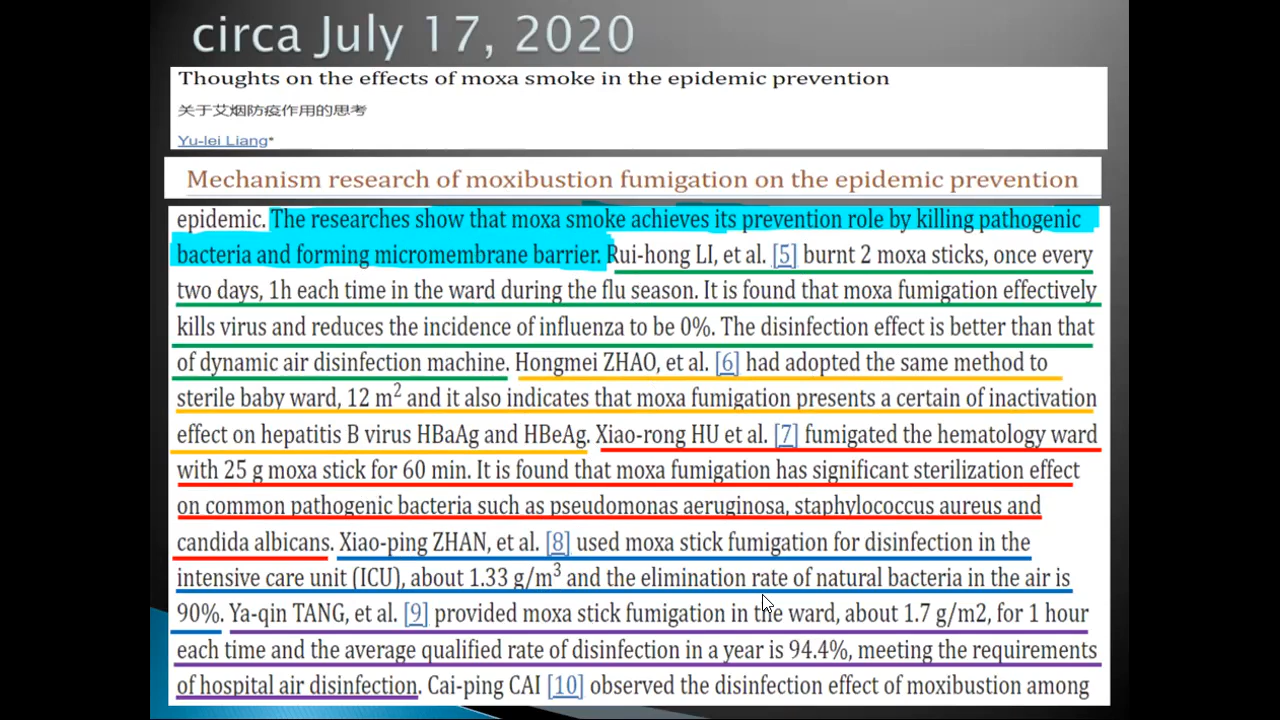 circa July 17, 2020
Thoughts on the effects of moxa smoke in the epidemic prevention
关于艾烟防疫作用的思考
Yu-lei Liang*
Mechanism research of moxibustion fumigation on the epidemic prevention
epidemic. The researches show that moxa smoke achieves its prevention role by killing pathogenic
bacteria and forming micromembrane barrier. Rui-hong LI, et al. [5] burnt 2 moxa sticks, once every
two days, 1h each time in the ward during the flu season. It is found that moxa fumigation effectively
kills virus and reduces the incidence of influenza to be 0%. The disinfection effect is better than that
of dynamic air disinfection machine. Hongmei ZHAO, et al. [6] had adopted the same method to
sterile baby ward, 12 m² and it also indicates that moxa fumigation presents a certain of inactivation
effect on hepatitis B virus HBaAg and HBeAg. Xiao-rong HU et al. [7] fumigated the hematology ward
with 25 g moxa stick for 60 min. It is found that moxa fumigation has significant sterilization effect
on common pathogenic bacteria such as pseudomonas aeruginosa, staphylococcus aureus and
candida albicans. Xiao-ping ZHAN, et al. [8] used moxa stick fumigation for disinfection in the
intensive care unit (ICU), about 1.33 g/m³ and the elimination rate of natural bacteria in the air is
90%. Ya-qin TANG, et al. [9] provided moxa stick fumigation in the ward, about 1.7 g/m2, for 1 hour
each time and the average qualified rate of disinfection in a year is 94.4%, meeting the requirements
of hospital air disinfection. Cai-ping CAI [10] observed the disinfection effect of moxibustion among